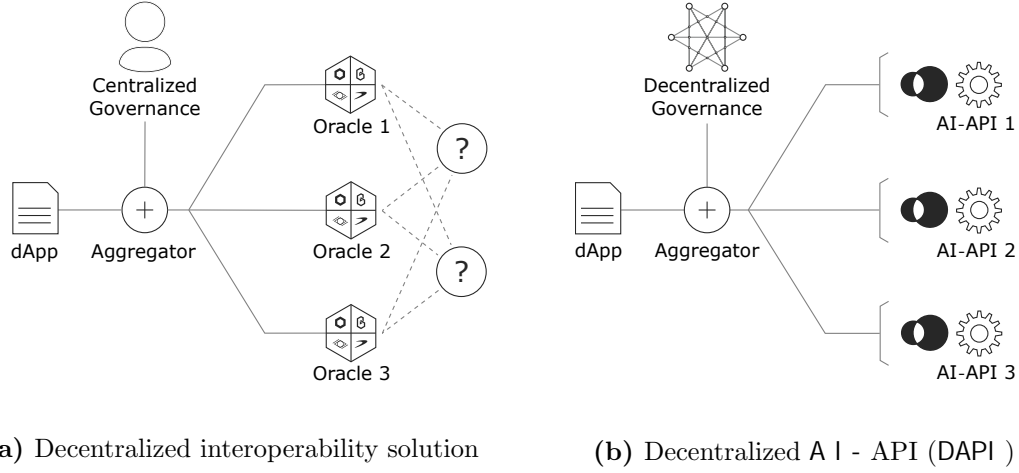 Centralized
Governance
Oracle 1
?
dApp
+
Aggregator
Oracle 2
?
Oracle 3
a) Decentralized interoperability solution
Decentralized
Governance
AI-API 1
dApp
+
Aggregator
AI-API 2
AI-API 3
(b) Decentralized A I - API (DAPI )